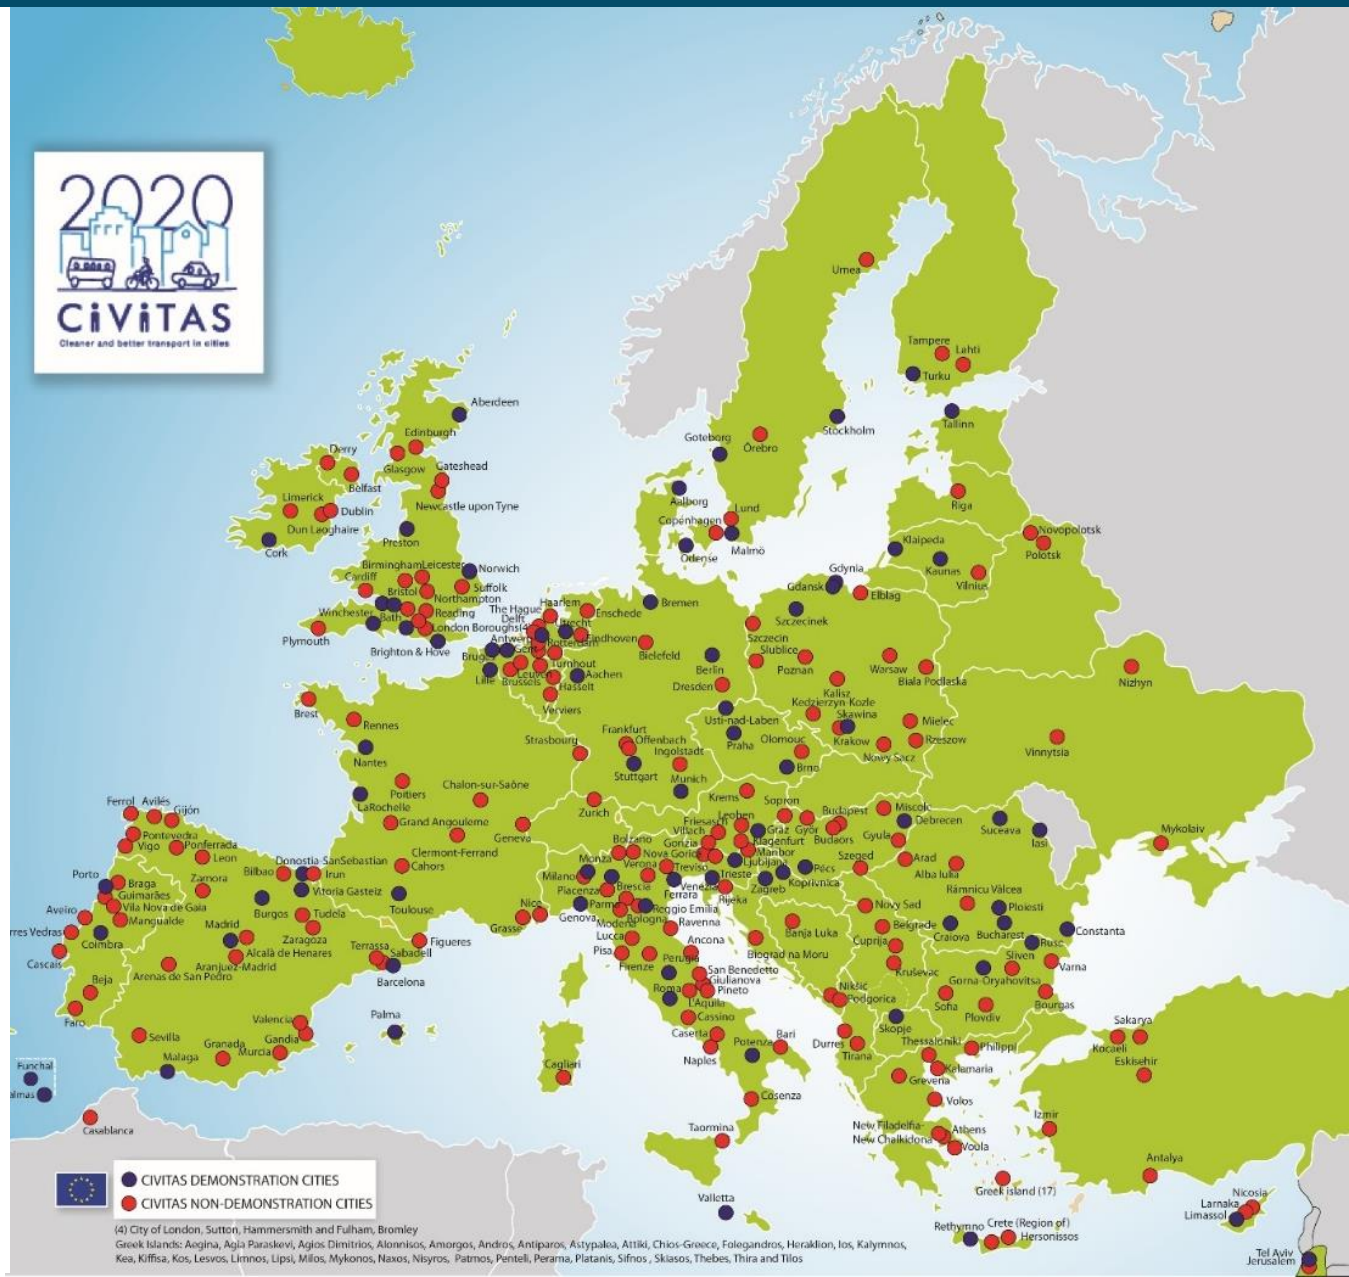 2020
CiViTAS
Cleaner and better transport in cities
Umea
Tampere
Lahti
Turku
Tallinn
Stockholm
Örebro
Goteborg
Aberdeen
Edinburgh
Glasgow
Derry
Belfast
Gateshead
Newcastle upon Tyne
Limerick
Dublin
Dun Laoghaire
Cork
Preston
Aalborg
Lund
Copenhagen
Malmö
Odense
Riga
Novopolotsk
Polotsk
Klaipeda
Kaunas
Vilnius
Gdynia
Gdansk
Elblag
Szczecinek
Birmingham
Leicester
Norwich
Cardiff
Suffolk
Bristol
Northampton
Winchester
Bath
Reading
London Boroughs(4)
Plymouth
Brighton & Hove
The Hague
Haarlem
Delft
Utrecht
Enschede
Bremen
Antwerp
Rotterdam
Eindhoven
Bruges
Gent
Turnhout
Lille
Brussels
Leuven
Hasselt
Aachen
Verviers
Bielefeld
Berlin
Dresden
Szczecin
Slublice
Poznan
Warsaw
Biala Podlaska
Kalisz
Kedzierzyn-Kozle
Skawina
Krakow
Mielec
Rzeszow
Nowy Sacz
Nizhyn
Vinnytsia
Usti-nad-Laben
Praha
Olomouc
Brno
Brest
Rennes
Nantes
LaRochelle
Poitiers
Grand Angouleme
Chalon-sur-Saône
Clermont-Ferrand
Cahors
Strasbourg
Frankfurt
Offenbach
Ingolstadt
Stuttgart
Munich
Zurich
Geneva
Krems
Sopron
Budapest
Miscolc
Debrecen
Suceava
Iasi
Mykolaiv
Leoben
Friesach
Graz
Györ
Budaörs
Gyula
Villach
Klagenfurt
Maribor
Gorizia
Nova Gorica
Ljubljana
Szeged
Arad
Alba Iulia
Pécs
Koprivnica
Zagreb
Bolzano
Monza
Milano
Verona
Treviso
Trieste
Venezia
Brescia
Piacenza
Ferrara
Rijeka
Parma
Reggio Emilia
Genova
Modena
Bologna
Ravenna
Lucca
Pisa
Firenze
Ancona
Perugia
San Benedetto
Giulianova
Pineto
Roma
L'Aquila
Cassino
Caserta
Naples
Potenza
Bari
Cosenza
Taormina
Valletta
Cagliari
Nice
Grasse
Toulouse
Ferrol
Avilés
Gijón
Pontevedra
Vigo
Ponferrada
Leon
Bilbao
Donostia-SanSebastian
Irun
Vitoria Gasteiz
Zamora
Burgos
Tudela
Zaragoza
Porto
Braga
Guimarães
Vila Nova de Gaia
Aveiro
Mangualde
Coimbra
rres Vedras
Cascais
Madrid
Alcalà de Henares
Aranjuez-Madrid
Arenas de San Pedro
Terrassa
Sabadell
Figueres
Barcelona
Palma
Beja
Faro
Sevilla
Malaga
Granada
Murcia
Valencia
Gandia
Funchal
almas
Casablanca
Banja Luka
Biograd na Moru
Novy Sad
Belgrade
Ćuprija
Kruševac
Râmnicu Vâlcea
Ploiesti
Craiova
Bucharest
Constanta
Rusc
Sliven
Varna
Gorna-Oryahovitsa
Sofia
Plovdiv
Bourgas
Nikšić
Podgorica
Skopje
Durres
Tirana
Thessaloniki
Philippi
Kalamaria
Grevena
Volos
New Filadelfia-
New Chalkidona
Athens
Voula
Greek island (17)
Rethymno
Crete (Region of)
Hersonissos
Sakarya
Kocaeli
Eskisehir
Izmir
Antalya
Nicosia
Larnaka
Limassol
Tel Aviv
Jerusalem
CIVITAS DEMONSTRATION CITIES
CIVITAS NON-DEMONSTRATION CITIES
(4) City of London, Sutton, Hammersmith and Fulham, Bromley
Greek Islands: Aegina, Agia Paraskevi, Agios Dimitrios, Alonnisos, Amorgos, Andros, Antiparos, Astypalea, Attiki, Chios-Greece, Folegandros, Heraklion, Ios, Kalymnos,
Kea, Kiffisa, Kos, Lesvos, Limnos, Lipsi, Milos, Mykonos, Naxos, Nisyros, Patmos, Penteli, Perama, Platanis, Sifnos, Skiasos, Thebes, Thira and Tilos